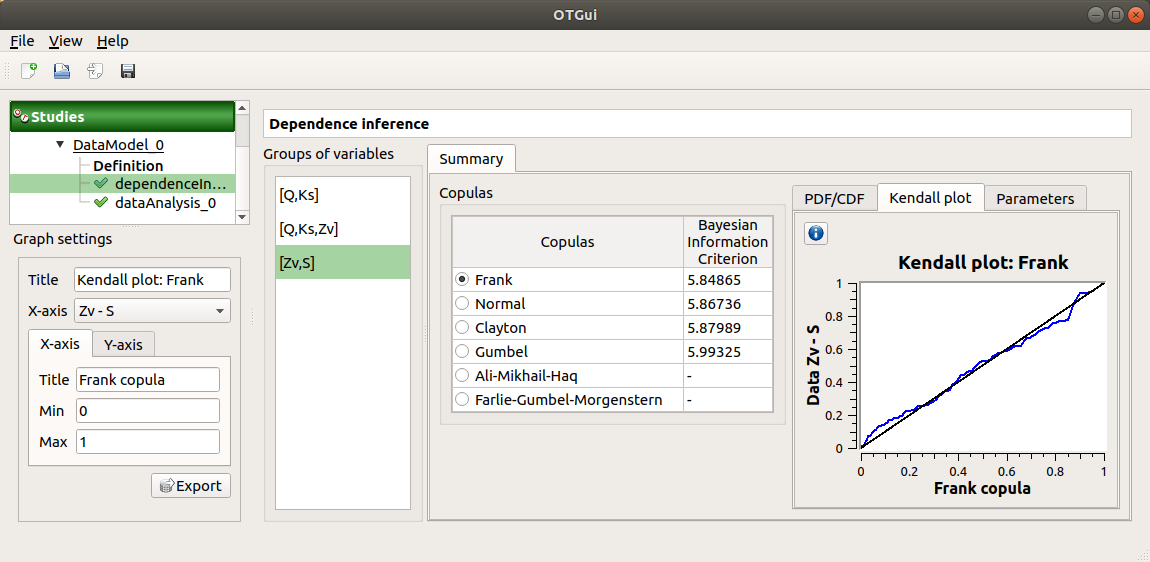 OTGui
File View Help
Studies
DataModel_0
Definition
dependenceIn...
dataAnalysis_0
Graph settings
Title Kendall plot: Frank
X-axis Zv - S
X-axis Y-axis
Title Frank copula
Min 0
Max 1
Export
Dependence inference
Groups of variables
[Q,Ks]
[Q,Ks,Zv]
[Zv,S]
Summary
Copulas
Copulas Bayesian
Information
Criterion
Frank 5.84865
Normal 5.86736
Clayton 5.87989
Gumbel 5.99325
Ali-Mikhail-Haq -
Farlie-Gumbel-Morgenstern -
PDF/CDF Kendall plot Parameters
Kendall plot: Frank
Data Zv - S
1
0.8
0.6
0.4
0.2
0
0 0.2 0.4 0.6 0.8 1
Frank copula